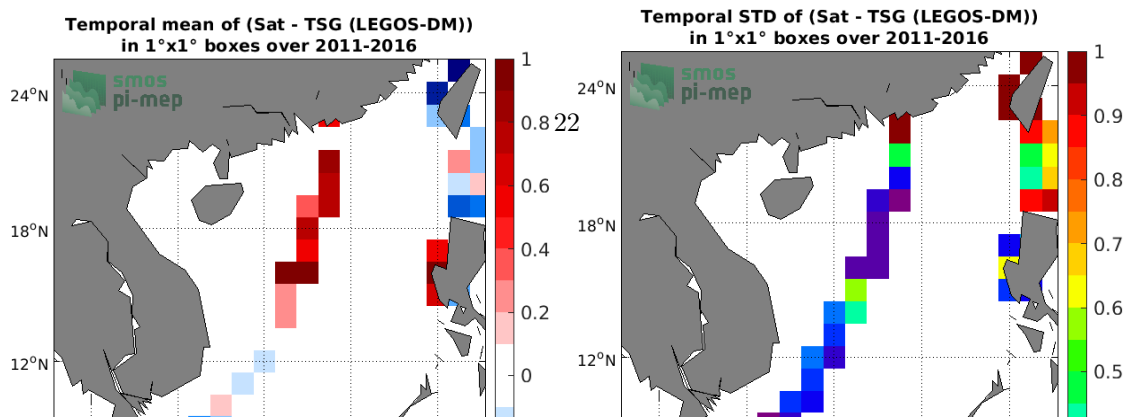 Temporal mean of (Sat - TSG (LEGOS-DM))
in 1°x1° boxes over 2011-2016
smos
pi-mep
24°N
18°N
12°N
1
0.8
0.6
0.4
0.2
0
22
Temporal STD of (Sat - TSG (LEGOS-DM))
in 1°x1° boxes over 2011-2016
smos
pi-mep
24°N
18°N
12°N
1
0.9
0.8
0.7
0.6
0.5